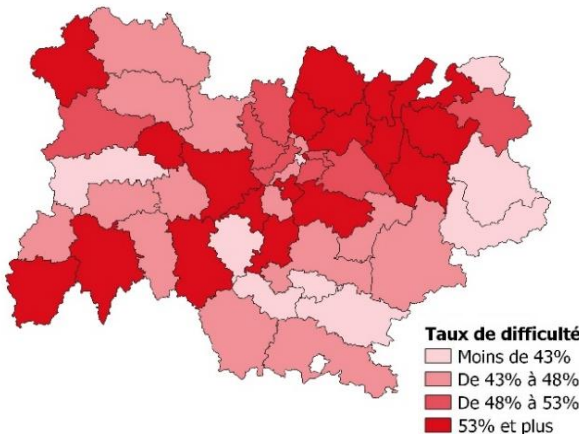 Taux de difficulté
Moins de 43%
De 43% à 48%
De 48% à 53%
53% et plus